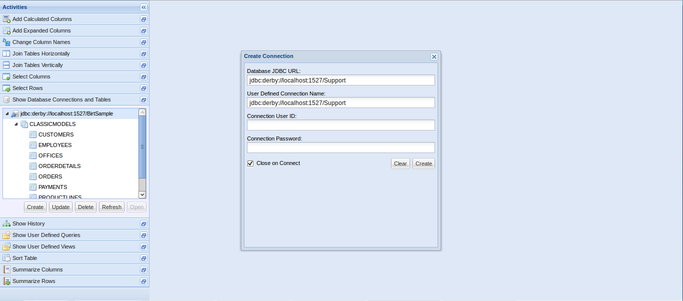 Activities
Add Calculated Columns
Add Expanded Columns
Change Column Names
Join Tables Horizontally
Join Tables Vertically
Select Columns
Select Rows
Show Database Connections and Tables
jdbc:derby://localhost:1527/BirtSample
CLASSICMODELS
CUSTOMERS
EMPLOYEES
OFFICES
ORDERDETAILS
ORDERS
PAYMENTS
PRODUCTLINES
Create Update Delete Refresh Open
Show History
Show User Defined Queries
Show User Defined Views
Sort Table
Summarize Columns
Summarize Rows
Create Connection
Database JDBC URL:
jdbc:derby://localhost:1527/Support
User Defined Connection Name:
jdbc:derby://localhost:1527/Support
Connection User ID:
Connection Password:
Close on Connect Clear Create